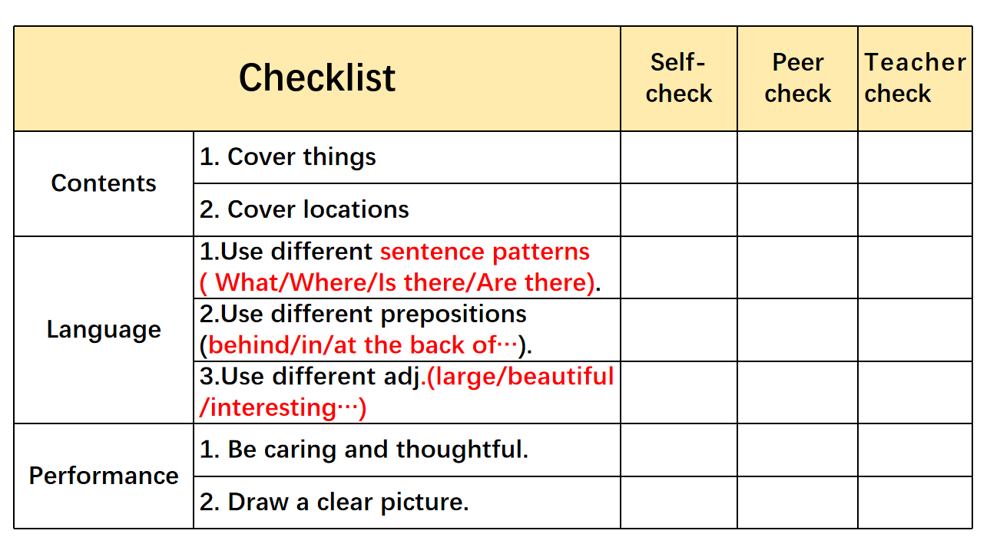 Checklist
Self-
check
Peer
check
Teacher
check
Contents
1. Cover things
2. Cover locations
Language
1.Use different sentence patterns
( What/Where/Is there/Are there).
2.Use different prepositions
(behind/in/at the back of···).
3.Use different adj.(large/beautiful
/interesting···)
Performance
1. Be caring and thoughtful.
2. Draw a clear picture.